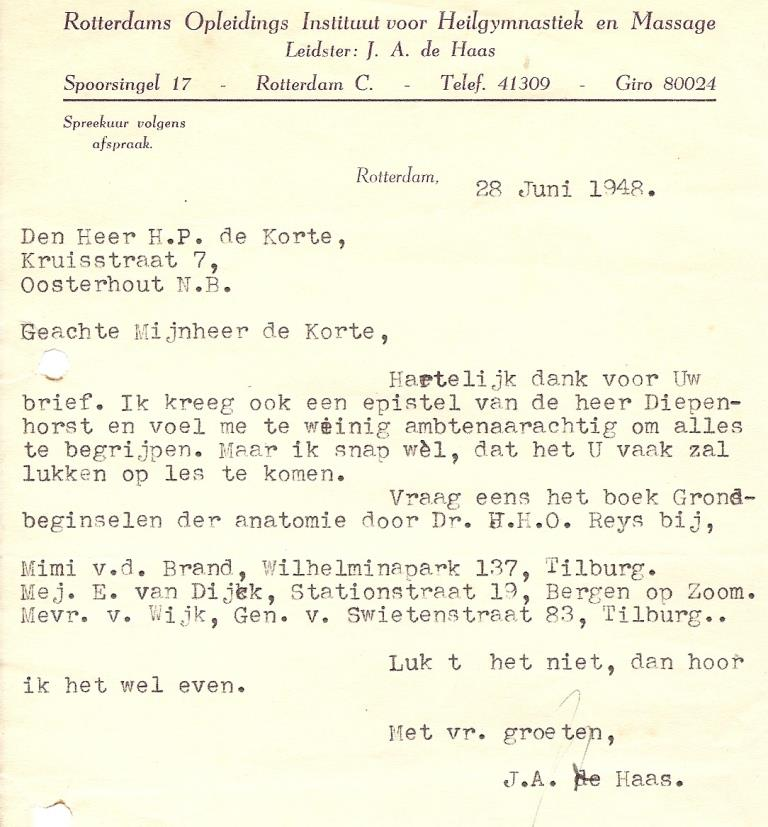 Rotterdams Opleidings Instituut voor Heilgymnastiek en Massage
Leidster: J. A. de Haas
Spoorsingel 17 - Rotterdam C. - Telef. 41309 - Giro 80024
Spreekuur volgens
afspraak.
Rotterdam, 28 Juni 1948.
Den Heer H.P. de Korte,
Kruisstraat 7,
Oosterhout N.B.
Geachte Mijnheer de Korte,
Hartelijk dank voor Uw
brief. Ik kreeg ook een epistel van de heer Diepen-
horst en voel me te weinig ambtenaarachtig om alles
te begrijpen. Maar ik snap wèl, dat het U vaak zal
lukken op les te komen.
Vraag eens het boek Grond-
beginselen der anatomie door Dr. H.H.O. Reys bij,
Mimi v.d. Brand, Wilhelminapark 137, Tilburg.
Mej. E. van Dijck, Stationstraat 19, Bergen op Zoom.
Mevr. v. Wijk, Gen. v. Swietenstraat 83, Tilburg..
Luk t het niet, dan hoor
ik het wel even.
Met vr. groeten,
J.A. de Haas.